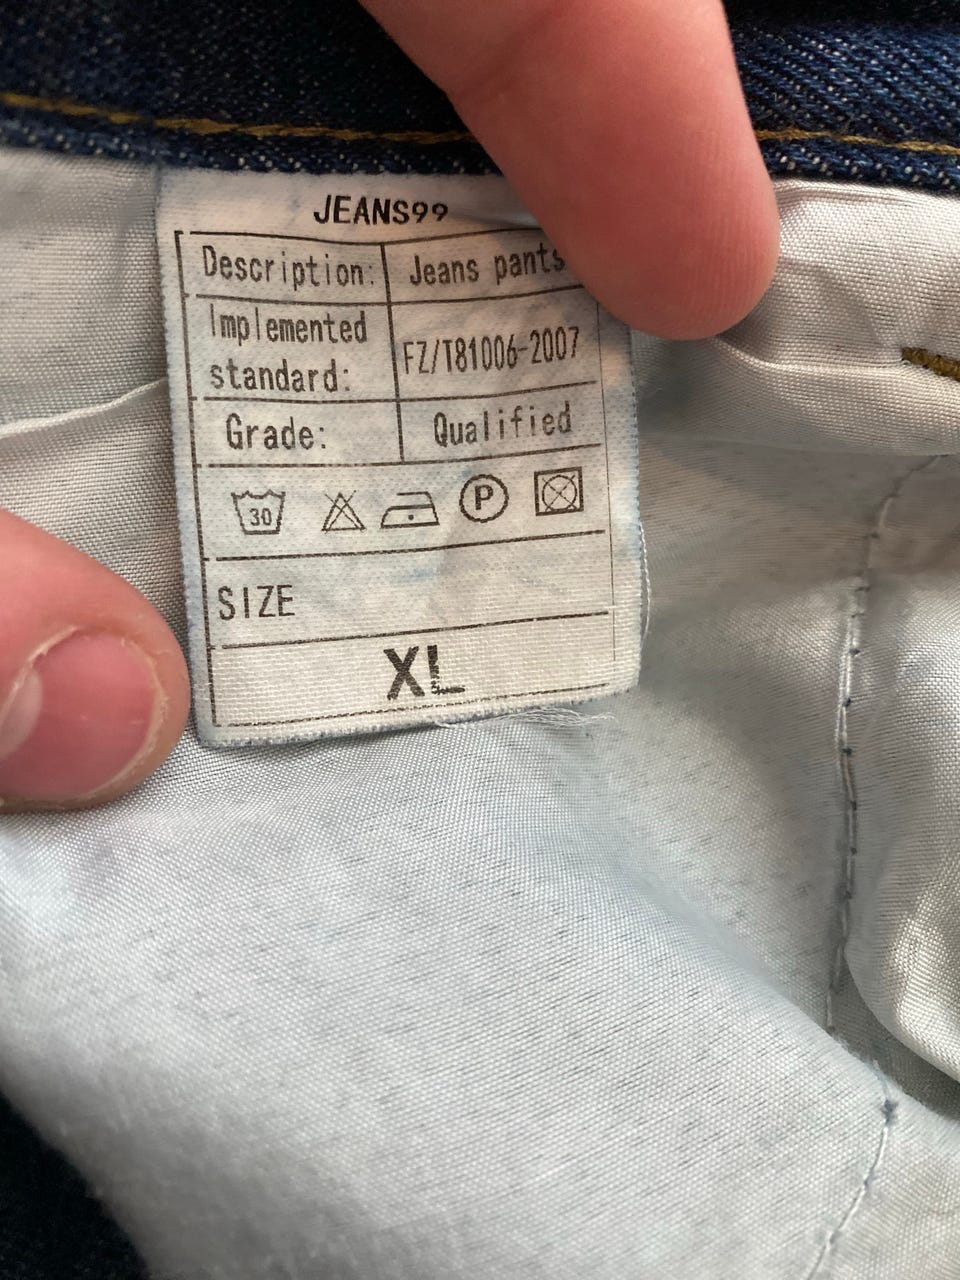 JEANS99
Description: Jeans pants
Implemented standard: FZ/T81006-2007
Grade: Qualified
30 P
SIZE
XL